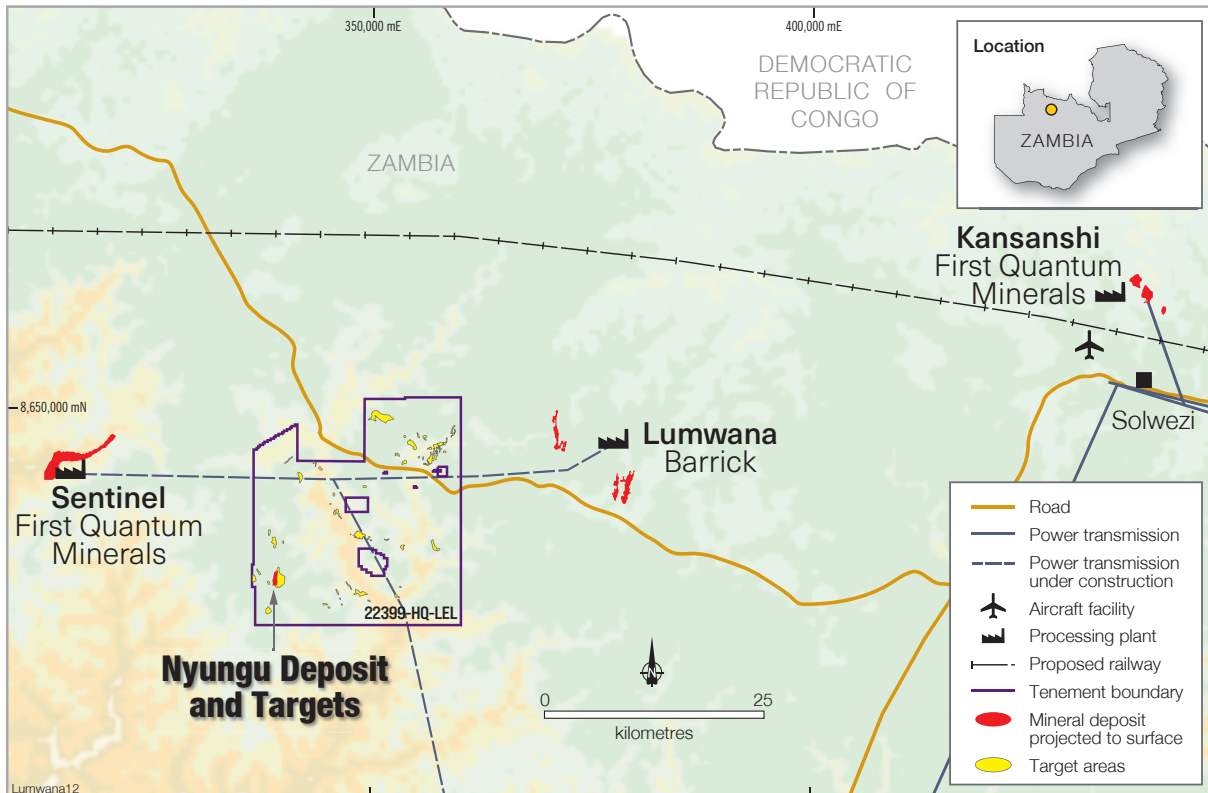 350,000 mE
400,000 mE
Location
ZAMBIA
DEMOCRATIC
REPUBLIC OF
CONGO
ZAMBIA
Kansanshi
First Quantum
Minerals
8,650,000 mN
Solwezi
Lumwana
Barrick
Sentinel
First Quantum
Minerals
22399-HQ-LEL
Nyungu Deposit
and Targets
N
0 25
kilometres
Road
Power transmission
Power transmission
under construction
Aircraft facility
Processing plant
Proposed railway
Tenement boundary
Mineral deposit
projected to surface
Target areas
Lumwana12